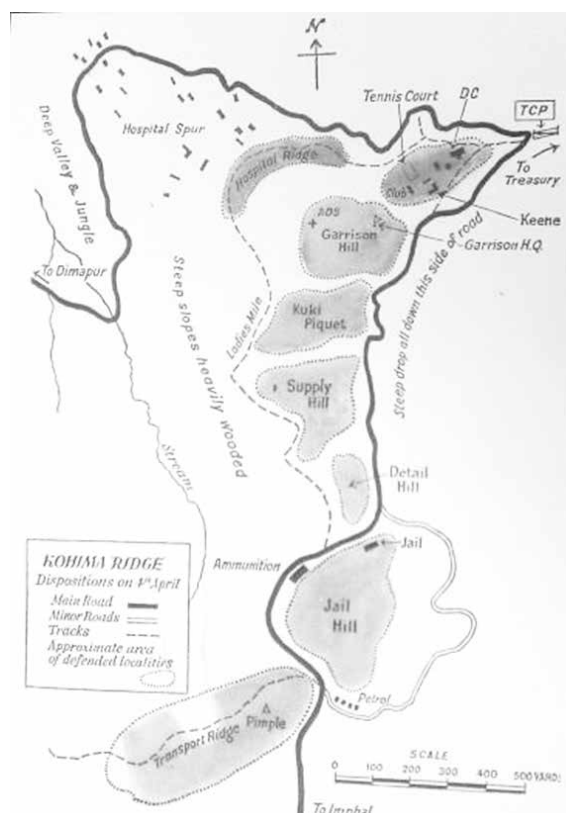 N
Tennis Court
DC
TCP
Hospital Spur
To
Treasury
Hospital Ridge
Club
Deep Valley & Jungle
Keene
ADS
Garrison
Hill
Garrison H.Q.
To Dimapur
Steep slopes heavily wooded
Ladies Mile
Kuki
Piquet
Steep drop all down this side of road
Supply
Hill
Stream
Detail
Hill
Jail
Ammunition
KOHIMA RIDGE
Dispositions on 4th April
Main Road
Minor Roads
Tracks
Approximate area
of defended localities
Jail
Hill
Petrol
Pimple
Transport Ridge
SCALE
0 100 200 300 400 500 YARDS
To Imphal